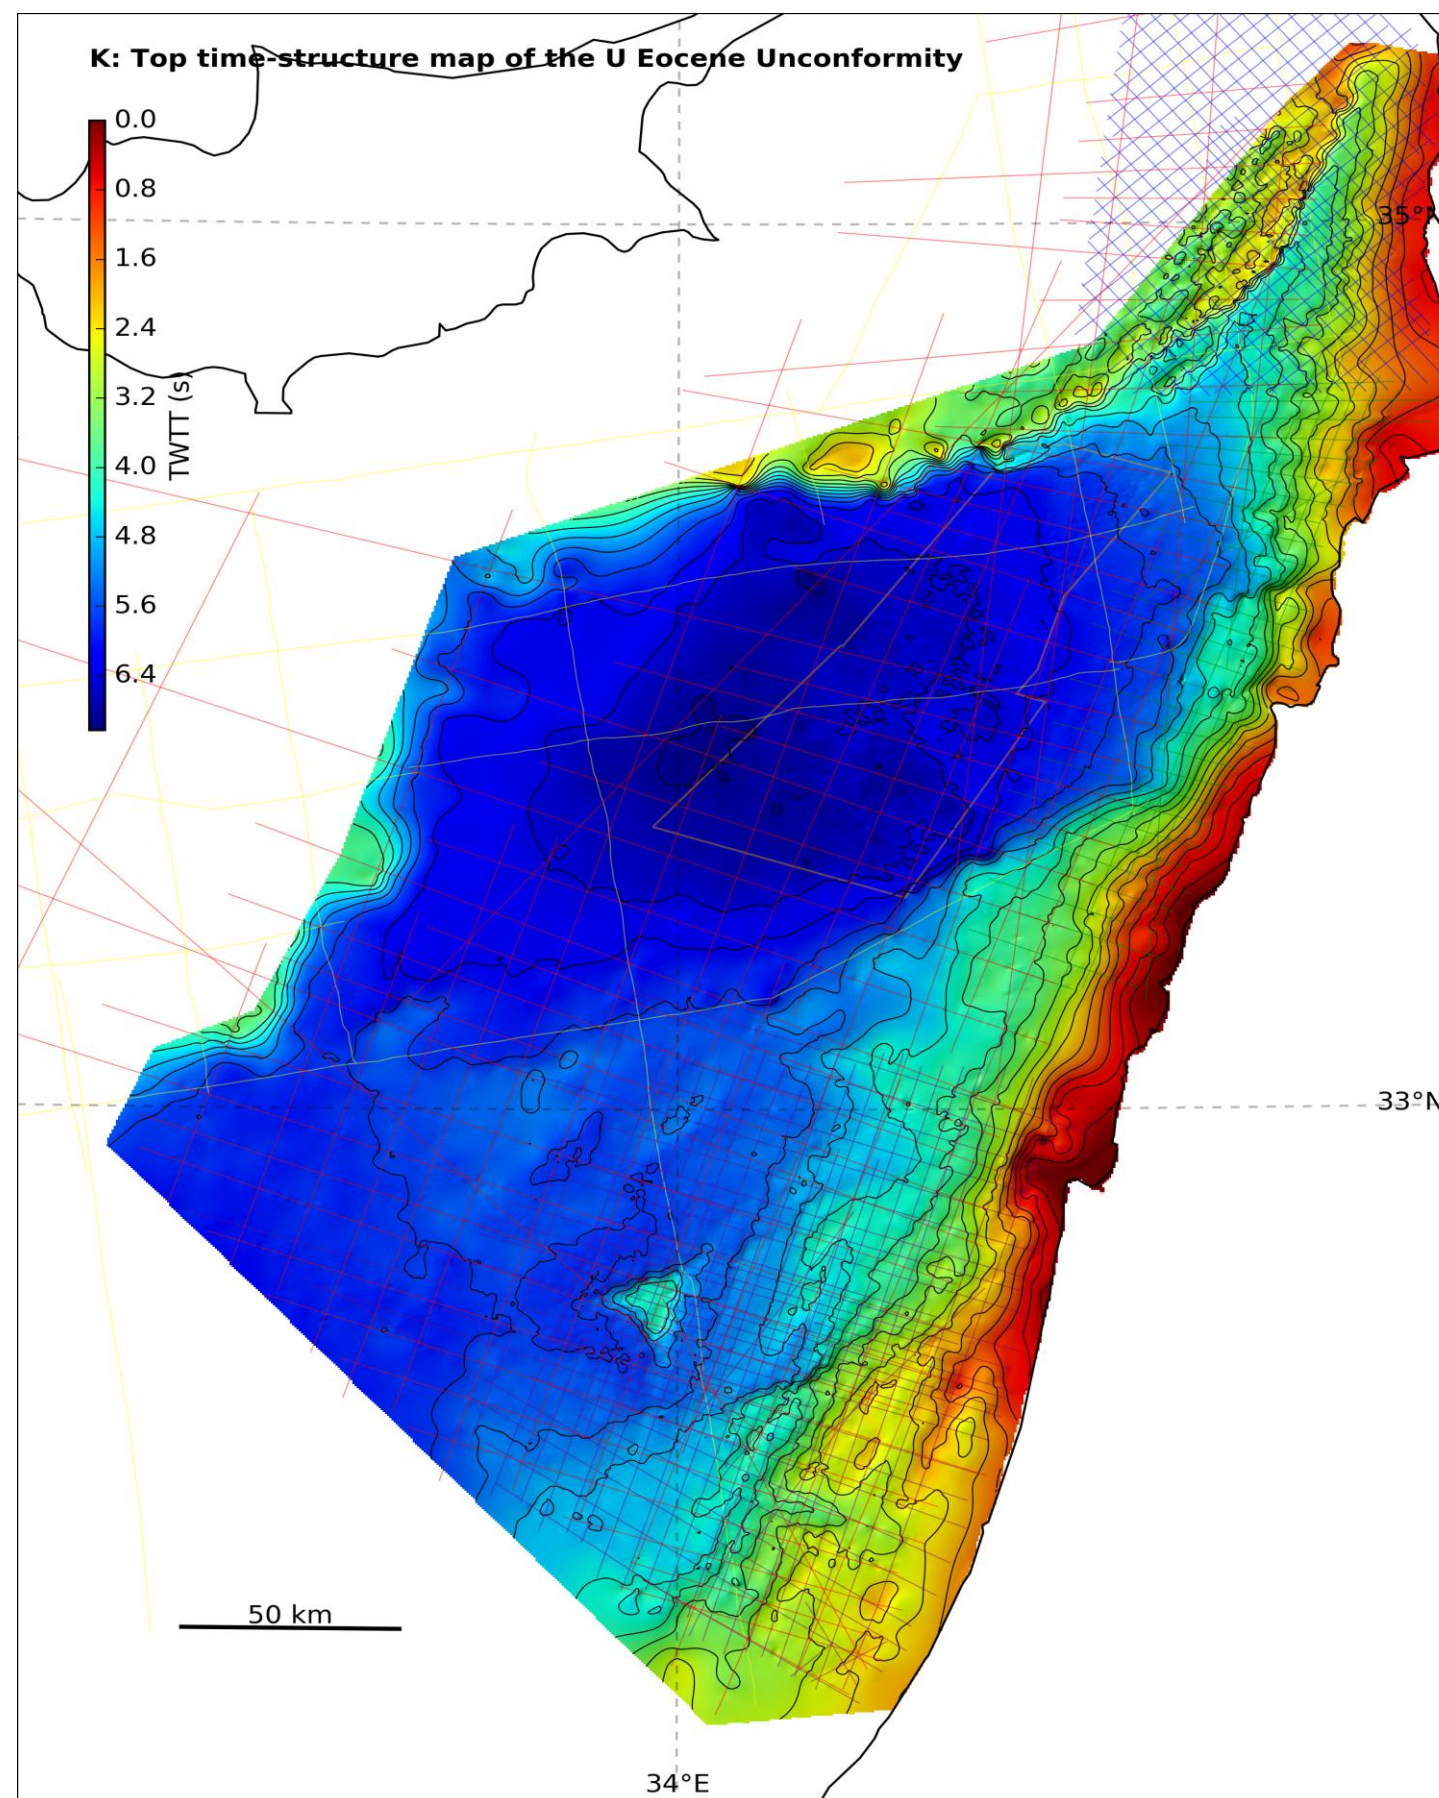 K: Top time-structure map of the U Eocene Unconformity
0.0
0.8
1.6
2.4
3.2
4.0
4.8
5.6
6.4
TWTT (s)
35°N
33°N
50 km
34°E